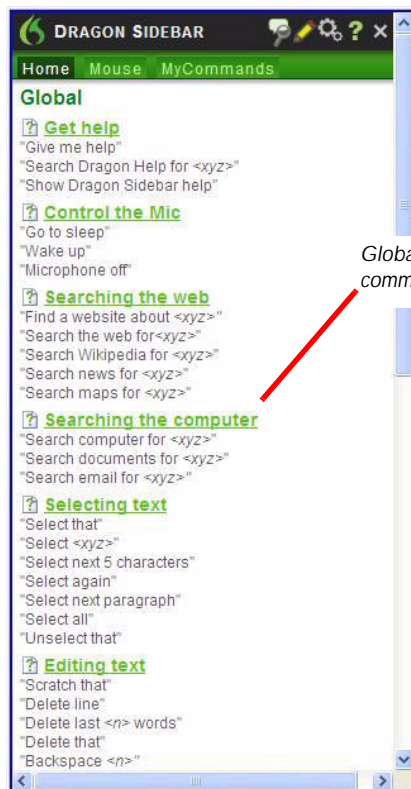 DRAGON SIDEBAR
Home Mouse MyCommands
Global
Get help
"Give me help"
"Search Dragon Help for <xyz>"
"Show Dragon Sidebar help"
Control the Mic
"Go to sleep"
"Wake up"
"Microphone off"
Searching the web
"Find a website about <xyz>"
"Search the web for<xyz>"
"Search Wikipedia for <xyz>"
"Search news for <xyz>"
"Search maps for <xyz>"
Searching the computer
"Search computer for <xyz>"
"Search documents for <xyz>"
"Search email for <xyz>"
Selecting text
"Select that"
"Select <xyz>"
"Select next 5 characters"
"Select again"
"Select next paragraph"
"Select all"
"Unselect that"
Editing text
"Scratch that"
"Delete line"
"Delete last <n> words"
"Delete that"
"Backspace <n>"